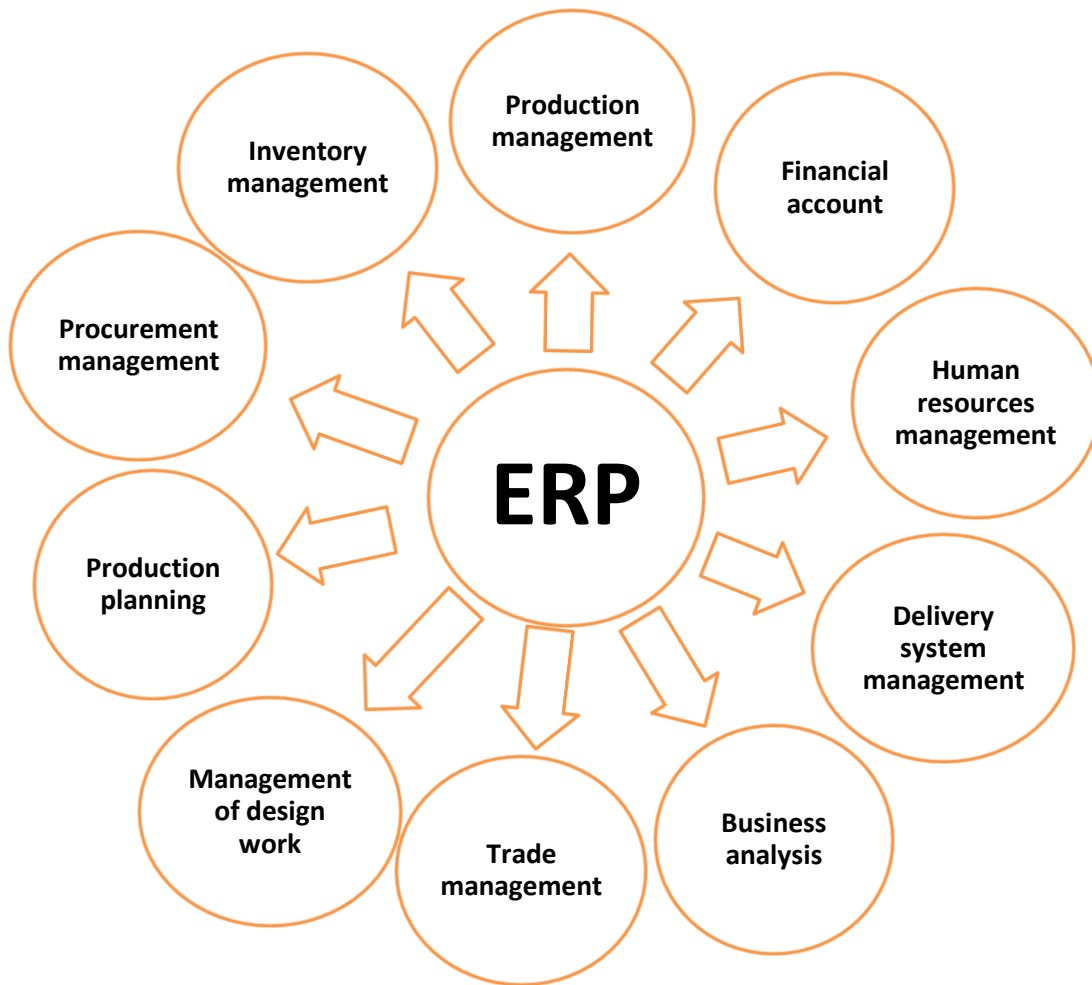 Production
management
Financial
account
Human
resources
management
Delivery
system
management
Business
analysis
Trade
management
Management
of design
work
Production
planning
Procurement
management
Inventory
management
ERP